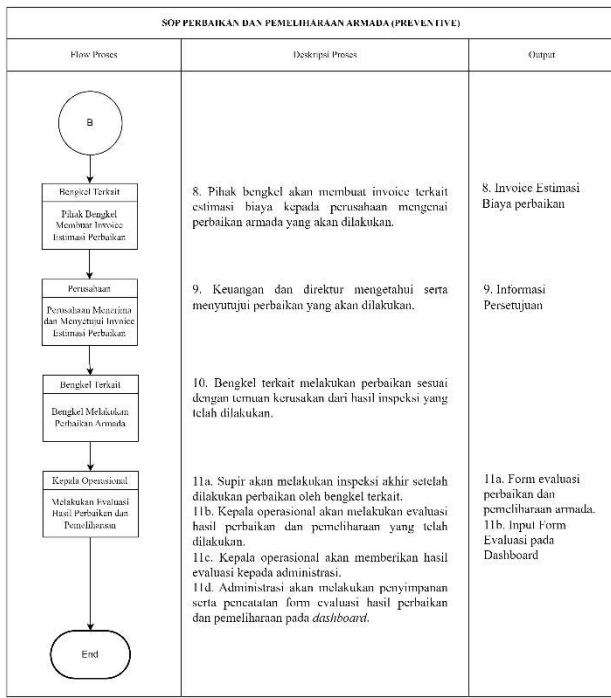 SOP PERBAIKAN DAN PEMELIHARAAN ARMADA (PREVENTIVE)
Flow Proses
Deskripsi Proses
Output
B
Bengkel Terkait
Pihak Bengkel
Membuat Invoice
Estimasi Perbaikan
8. Pihak bengkel akan membuat invoice terkait
estimasi biaya kepada perusahaan mengenai
perbaikan armada yang akan dilakukan.
8. Invoice Estimasi
Biaya perbaikan
Perusahaan
Perusahaan Menerima
dan Menyetujui Invoice
Estimasi Perbaikan
9. Keuangan dan direktur mengetahui serta
menyutujui perbaikan yang akan dilakukan.
9. Informasi
Persetujuan
Bengkel Terkait
Bengkel Melakukan
Perbaikan Armada
10. Bengkel terkait melakukan perbaikan sesuai
dengan temuan kerusakan dari hasil inspeksi yang
telah dilakukan.
Kepala Operasional
Melakukan Evaluasi
Hasil Perbaikan dan
Pemeliharaan
11a. Supir akan melakukan inspeksi akhir setelah
dilakukan perbaikan oleh bengkel terkait.
11b. Kepala operasional akan melakukan evaluasi
hasil perbaikan dan pemeliharaan yang telah
dilakukan.
11c. Kepala operasional akan memberikan hasil
evaluasi kepada administrasi.
11d. Administrasi akan melakukan penyimpanan
serta pencatatan form evaluasi hasil perbaikan
dan pemeliharaan pada dashboard.
11a. Form evaluasi
perbaikan dan
pemeliharaan armada.
11b. Input Form
Evaluasi pada
Dashboard
End